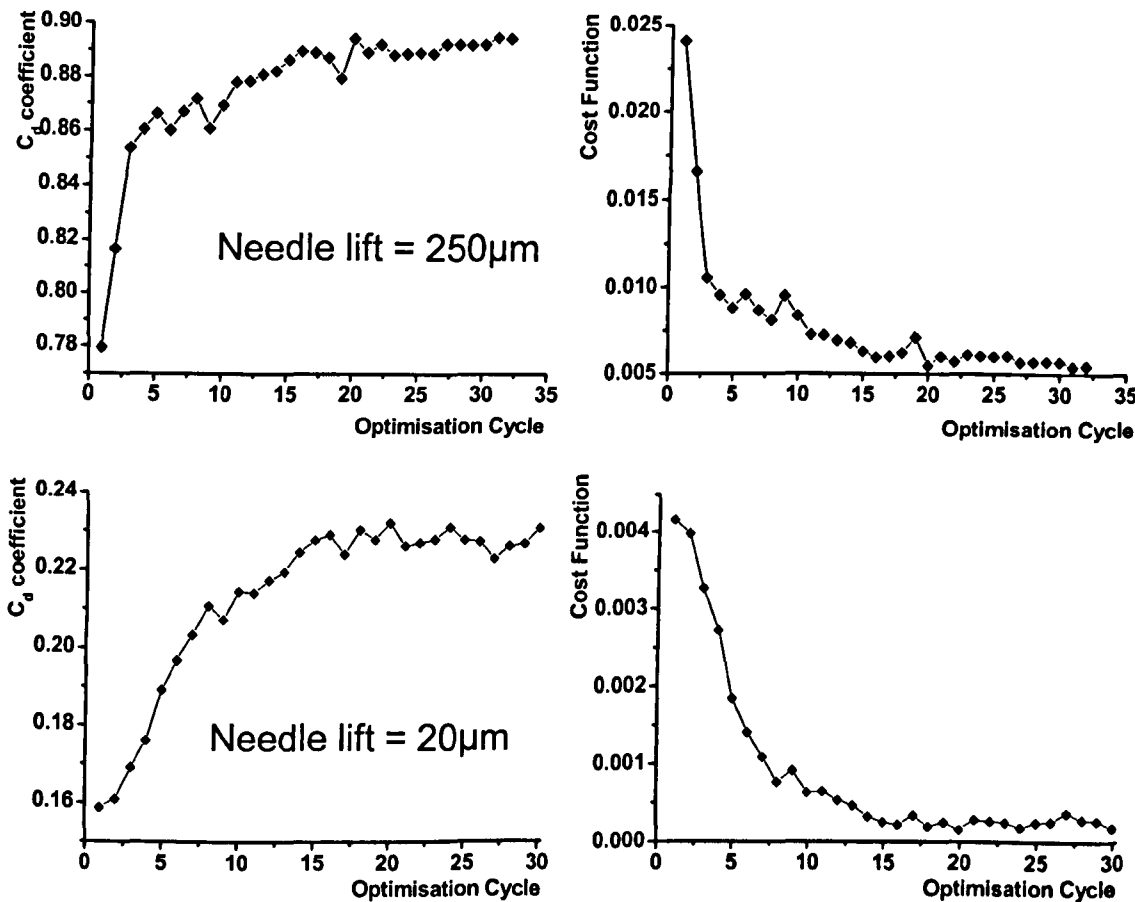 C_d coefficient
0.90
0.88
0.86
0.84
0.82
0.80
0.78
Needle lift = 250µm
0 5 10 15 20 25 30 35
Optimisation Cycle
Cost Function
0.025
0.020
0.015
0.010
0.005
0 5 10 15 20 25 30 35
Optimisation Cycle
C_d coefficient
0.24
0.22
0.20
0.18
0.16
Needle lift = 20µm
0 5 10 15 20 25 30
Optimisation Cycle
Cost Function
0.004
0.003
0.002
0.001
0.000
0 5 10 15 20 25 30
Optimisation Cycle